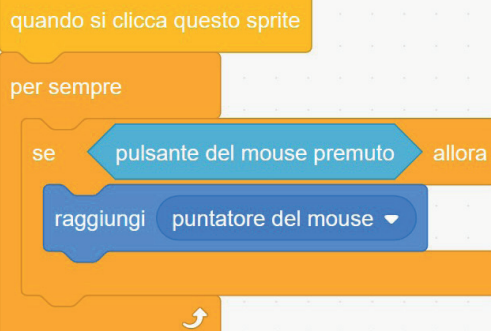 quando si clicca questo sprite
per sempre
se pulsante del mouse premuto allora
raggiungi puntatore del mouse